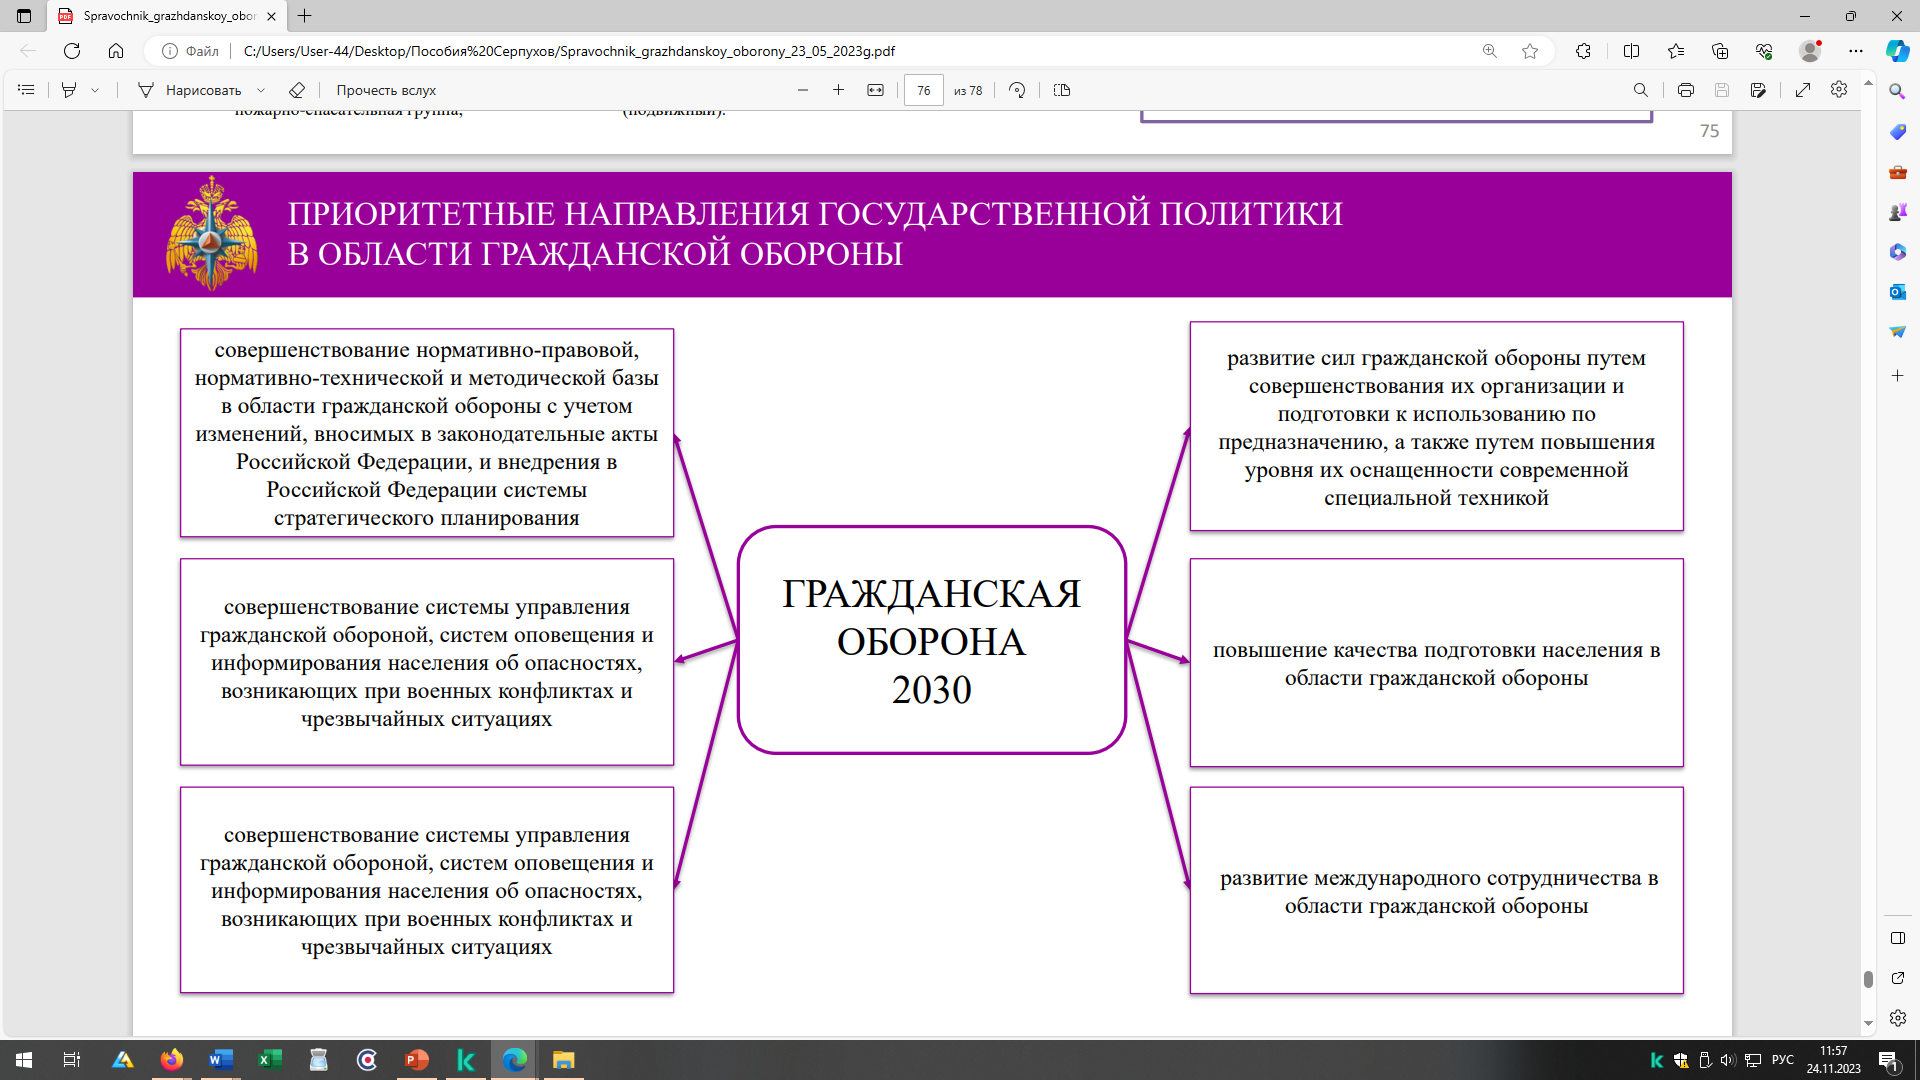 Spravochnik_grazhdanskoy_obor
Файл
C:/Users/User-44/Desktop/Пособия%20Серпухов/Spravochnik_grazhdanskoy_oborony_23_05_2023g.pdf
Нарисовать
Прочесть вслух
76
из 78
пожарно-спасательная группа;
(подвижный).
75
ПРИОРИТЕТНЫЕ НАПРАВЛЕНИЯ ГОСУДАРСТВЕННОЙ ПОЛИТИКИ
В ОБЛАСТИ ГРАЖДАНСКОЙ ОБОРОНЫ
совершенствование нормативно-правовой,
нормативно-технической и методической базы
в области гражданской обороны с учетом
изменений, вносимых в законодательные акты
Российской Федерации, и внедрения в
Российской Федерации системы
стратегического планирования
совершенствование системы управления
гражданской обороной, систем оповещения и
информирования населения об опасностях,
возникающих при военных конфликтах и
чрезвычайных ситуациях
совершенствование системы управления
гражданской обороной, систем оповещения и
информирования населения об опасностях,
возникающих при военных конфликтах и
чрезвычайных ситуациях
ГРАЖДАНСКАЯ
ОБОРОНА
2030
развитие сил гражданской обороны путем
совершенствования их организации и
подготовки к использованию по
предназначению, а также путем повышения
уровня их оснащенности современной
специальной техникой
повышение качества подготовки населения в
области гражданской обороны
развитие международного сотрудничества в
области гражданской обороны
РУС
11:57
24.11.2023
1